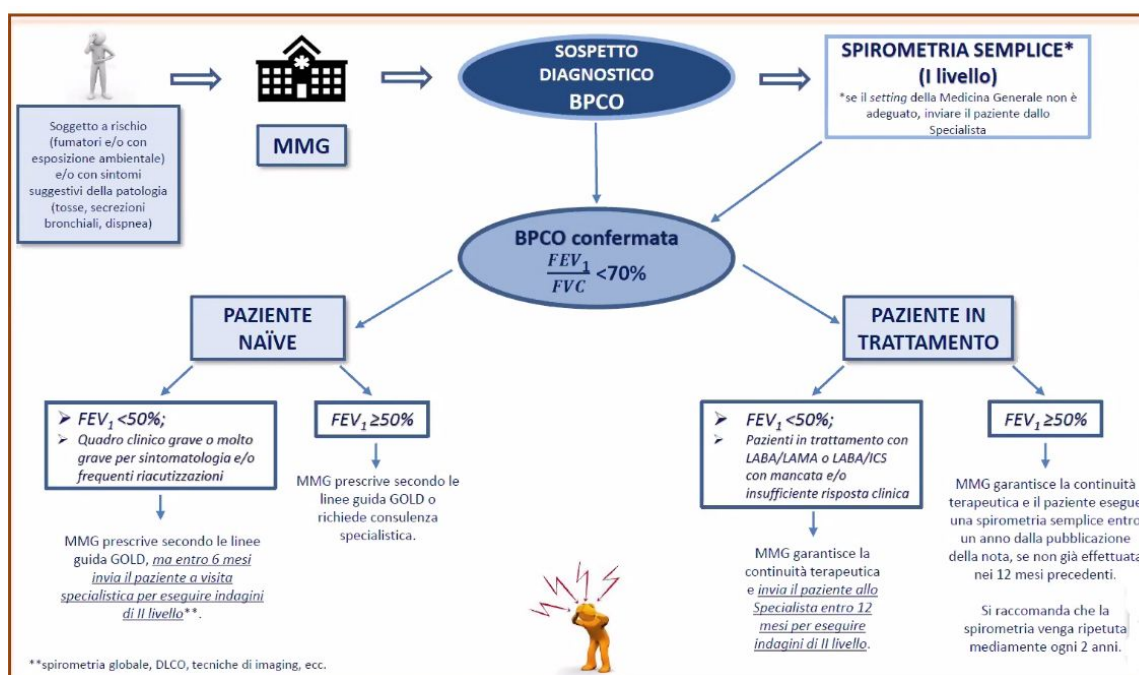 SOSPETTO
DIAGNOSTICO
BPCO
SPIROMETRIA SEMPLICE*
(I livello)
*se il setting della Medicina Generale non è
adeguato, inviare il paziente dallo
Specialista
Soggetto a rischio
(fumatori e/o con
esposizione ambientale)
e/o con sintomi
suggestivi della patologia
(tosse, secrezioni
bronchiali, dispnea)
MMG
BPCO confermata
FEV1
FVC
<70%
PAZIENTE
NAÏVE
PAZIENTE IN
TRATTAMENTO
➤ FEV1 <50%;
➤ Quadro clinico grave o molto
grave per sintomatologia e/o
frequenti riacutizzazioni
FEV1 ≥50%
➤ FEV1 <50%;
➤ Pazienti in trattamento con
LABA/LAMA o LABA/ICS
con mancata e/o
insufficiente risposta clinica
FEV1 ≥50%
MMG prescrive secondo le linee
guida GOLD, ma entro 6 mesi
invia il paziente a visita
specialistica per eseguire indagini
di II livello**.
MMG prescrive secondo le
linee guida GOLD o
richiede consulenza
specialistica.
MMG garantisce la
continuità terapeutica
e invia il paziente allo
Specialista entro 12
mesi per eseguire
indagini di II livello.
MMG garantisce la continuità
terapeutica e il paziente esegue
una spirometria semplice entro
un anno dalla pubblicazione
della nota, se non già effettuata
nei 12 mesi precedenti.
Si raccomanda che la
spirometria venga ripetuta
mediamente ogni 2 anni.
**spirometria globale, DLCO, tecniche di imaging, ecc.